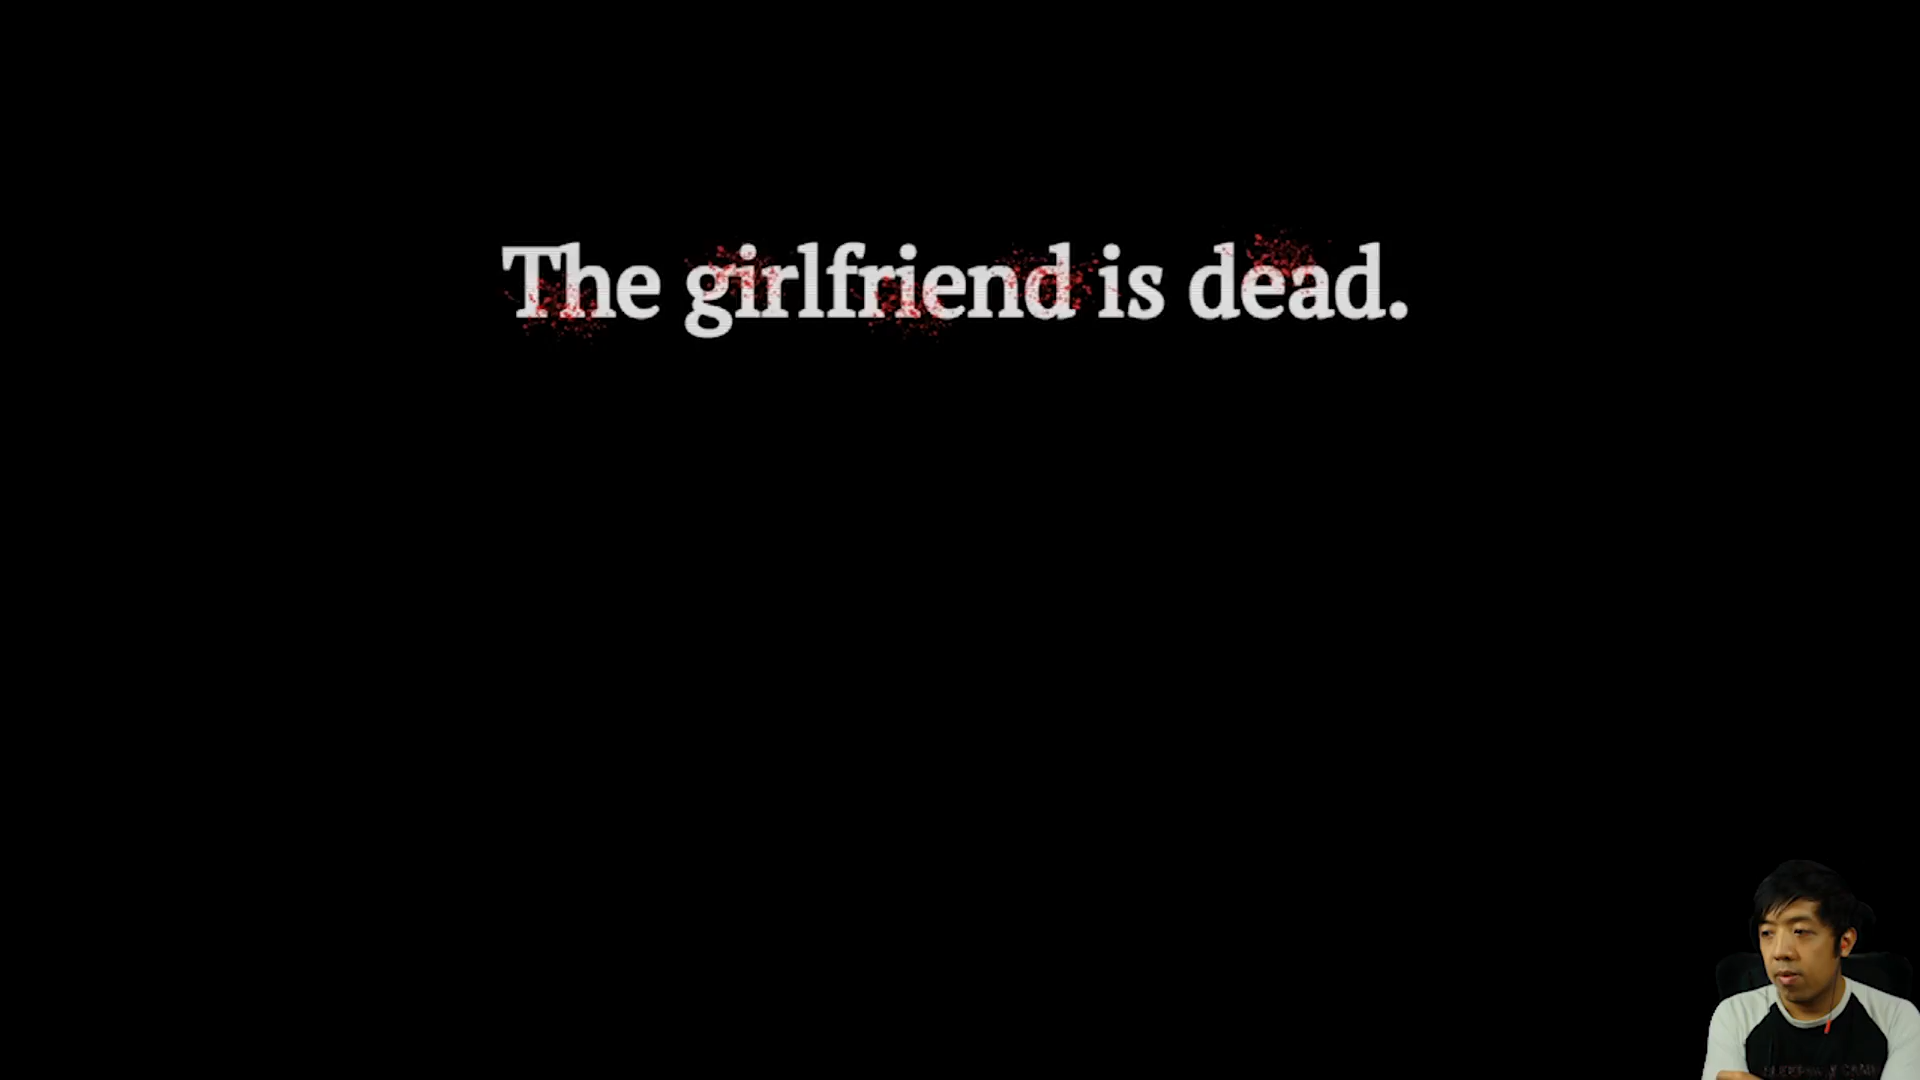 The girlfriend is dead.